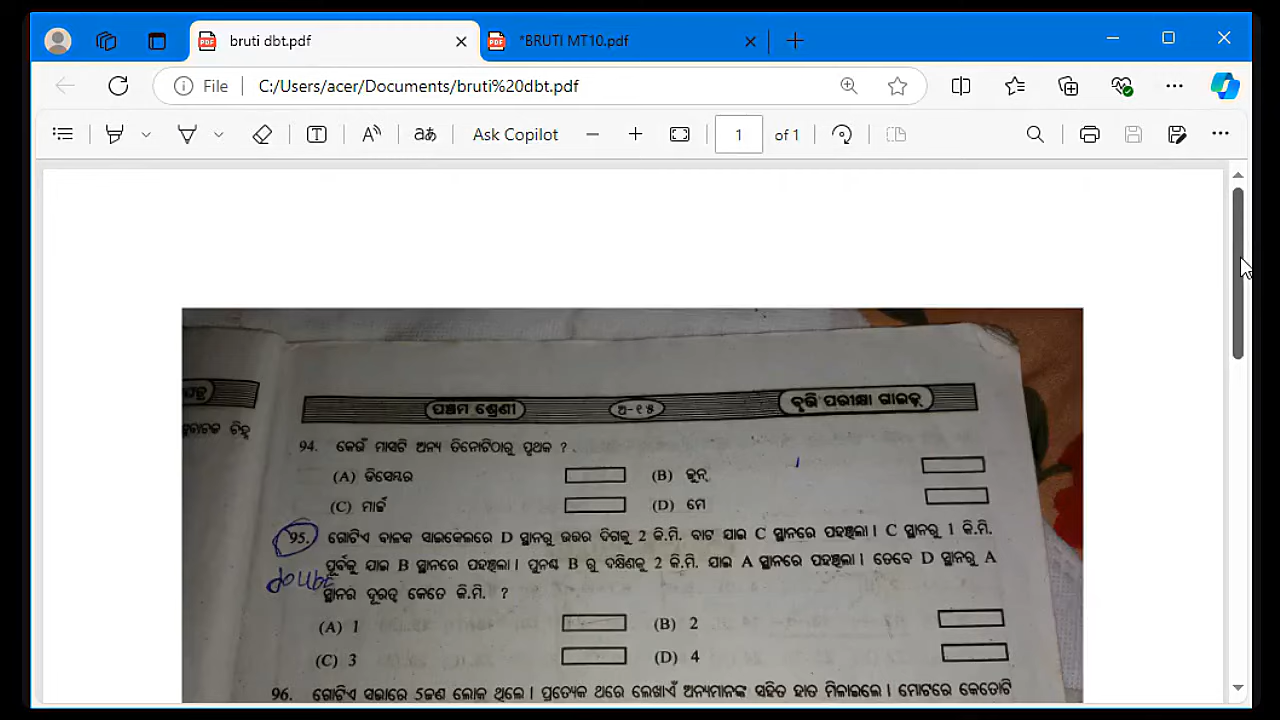 bruti dbt.pdf
*BRUTI MT10.pdf
File
C:/Users/acer/Documents/bruti%20dbt.pdf
Ask Copilot
1 of 1
ପଞ୍ଚମ ଶ୍ରେଣୀ
ଅ-୧୫
ବୃତ୍ତି ପରୀକ୍ଷା ଗାଇଡ୍
94. କେଉଁ ମାସଟି ଅନ୍ୟ ତିନୋଟିଠାରୁ ପୃଥକ ?
(A) ଡିସେମ୍ବର (B) ଜୁନ୍
(C) ମାର୍ଚ୍ଚ (D) ମେ
95. ଗୋଟିଏ ବାଳକ ସାଇକେଲରେ D ସ୍ଥାନରୁ ଉତ୍ତର ଦିଗକୁ 2 କି.ମି. ବାଟ ଯାଇ C ସ୍ଥାନରେ ପହଞ୍ଚିଲା। C ସ୍ଥାନରୁ 1 କି.ମି.
ପୂର୍ବକୁ ଯାଇ B ସ୍ଥାନରେ ପହଞ୍ଚିଲା। ପୁନଶ୍ଚ B ରୁ ଦକ୍ଷିଣକୁ 2 କି.ମି. ଯାଇ A ସ୍ଥାନରେ ପହଞ୍ଚିଲା। ତେବେ D ସ୍ଥାନରୁ A
doubt
ସ୍ଥାନର ଦୂରତ୍ୱ କେତେ କି.ମି. ?
(A) 1 (B) 2
(C) 3 (D) 4
96. ଗୋଟିଏ ସଭାରେ 5ଜଣ ଲୋକ ଥିଲେ। ପ୍ରତ୍ୟେକ ଥରେ ଲେଖାଏଁ ଅନ୍ୟମାନଙ୍କ ସହିତ ହାତ ମିଳାଇଲେ। ମୋଟରେ କେତୋଟି